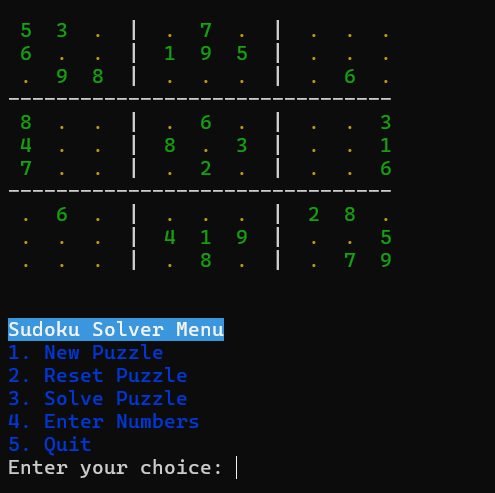 5 3 . | . 7 . | . . .
6 . . | 1 9 5 | . . .
. 9 8 | . . . | . 6 .
--------------------------------
8 . . | . 6 . | . . 3
4 . . | 8 . 3 | . . 1
7 . . | . 2 . | . . 6
--------------------------------
. 6 . | . . . | 2 8 .
. . . | 4 1 9 | . . 5
. . . | . 8 . | . 7 9
Sudoku Solver Menu
1. New Puzzle
2. Reset Puzzle
3. Solve Puzzle
4. Enter Numbers
5. Quit
Enter your choice: